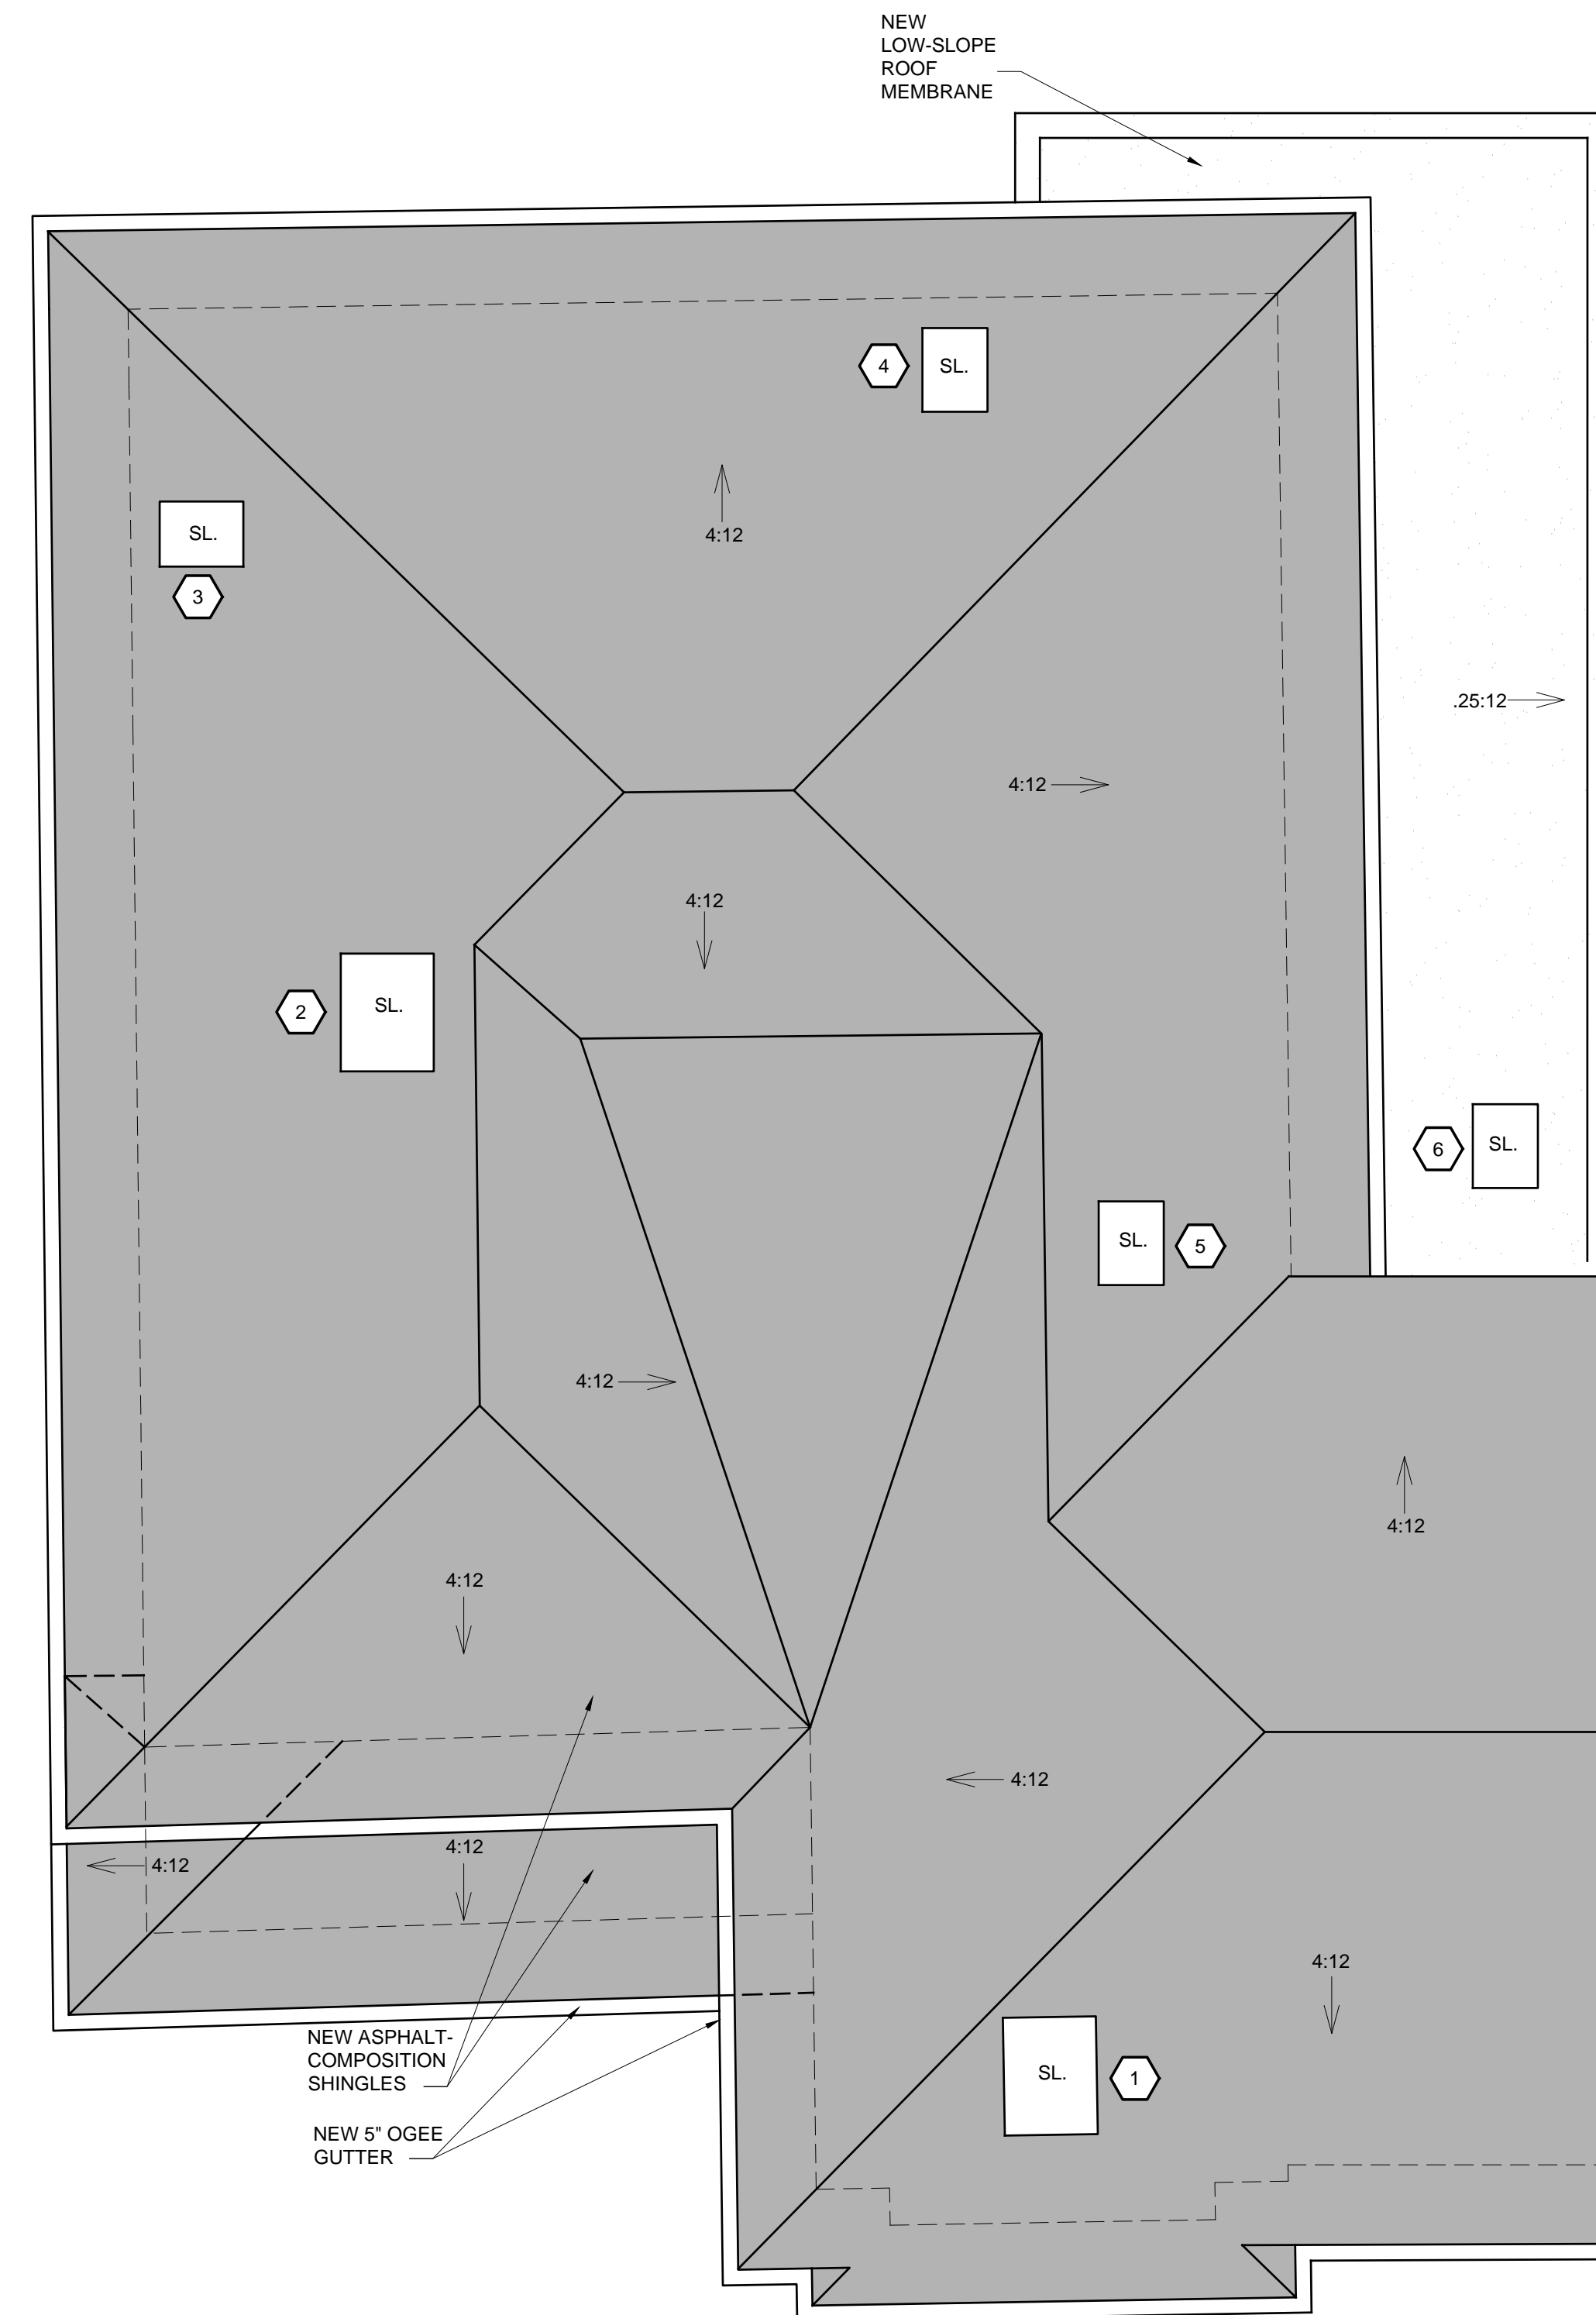 NEW
LOW-SLOPE
ROOF
MEMBRANE
4
SL.
SL.
3
4:12
.25:12
4:12
4:12
2
SL.
6
SL.
SL.
5
4:12
4:12
4:12
4:12
4:12
4:12
4:12
SL.
1
NEW ASPHALT-
COMPOSITION
SHINGLES
NEW 5" OGEE
GUTTER